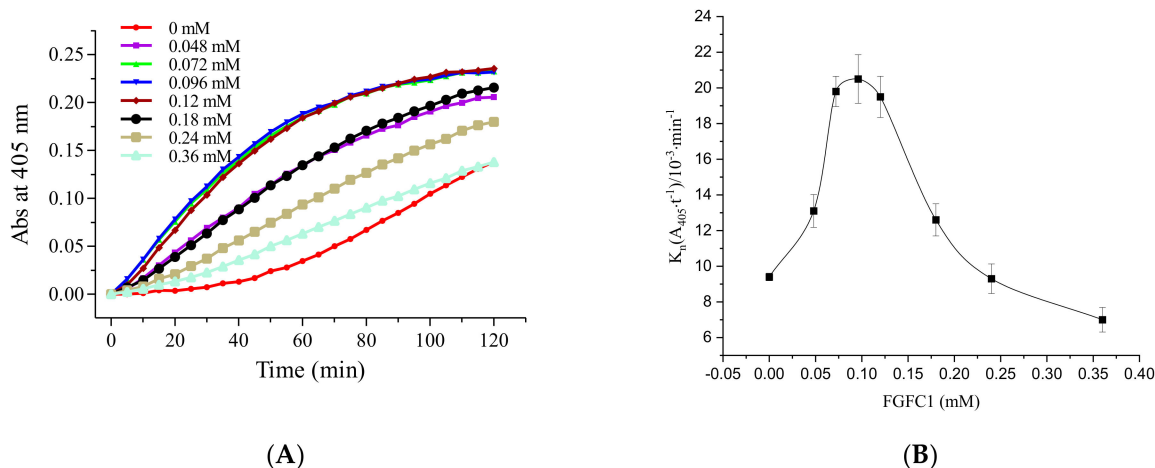 0 mM
0.048 mM
0.072 mM
0.096 mM
0.12 mM
0.18 mM
0.24 mM
0.36 mM
Abs at 405 nm
0.25
0.20
0.15
0.10
0.05
0.00
0 20 40 60 80 100 120
Time (min)
(A)
Kn(A405·t-1)/10-3·min-1
24
22
20
18
16
14
12
10
8
6
-0.05 0.00 0.05 0.10 0.15 0.20 0.25 0.30 0.35 0.40
FGFC1 (mM)
(B)